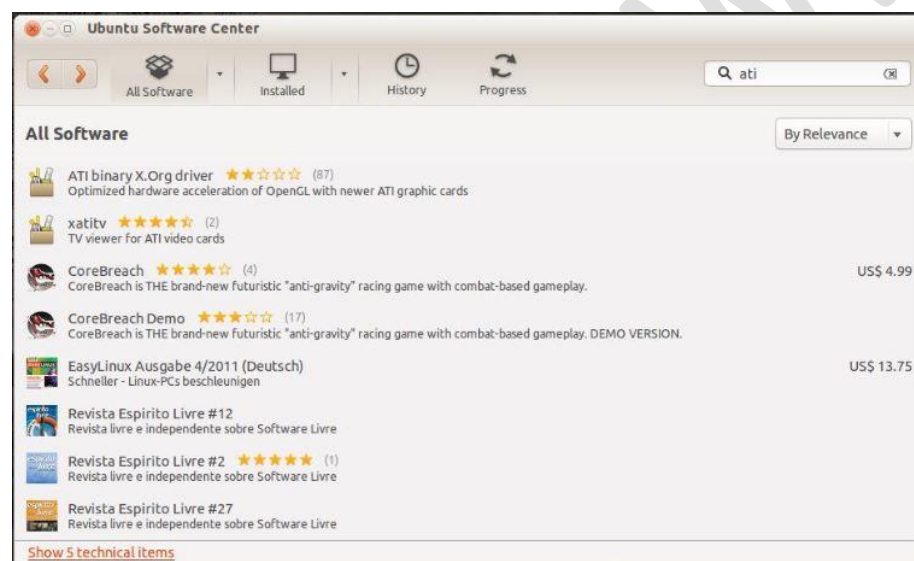 Ubuntu Software Center
All Software
Installed
History
Progress
ati
All Software
By Relevance
ATI binary X.Org driver (87)
Optimized hardware acceleration of OpenGL with newer ATI graphic cards
xatitv (2)
TV viewer for ATI video cards
CoreBreach (4)
US$ 4.99
CoreBreach is THE brand-new futuristic "anti-gravity" racing game with combat-based gameplay.
CoreBreach Demo (17)
CoreBreach is THE brand-new futuristic "anti-gravity" racing game with combat-based gameplay. DEMO VERSION.
EasyLinux Ausgabe 4/2011 (Deutsch)
US$ 13.75
Schneller - Linux-PCs beschleunigen
Revista Espirito Livre #12
Revista livre e independente sobre Software Livre
Revista Espirito Livre #2 (1)
Revista livre e independente sobre Software Livre
Revista Espirito Livre #27
Revista livre e independente sobre Software Livre
Show 5 technical items